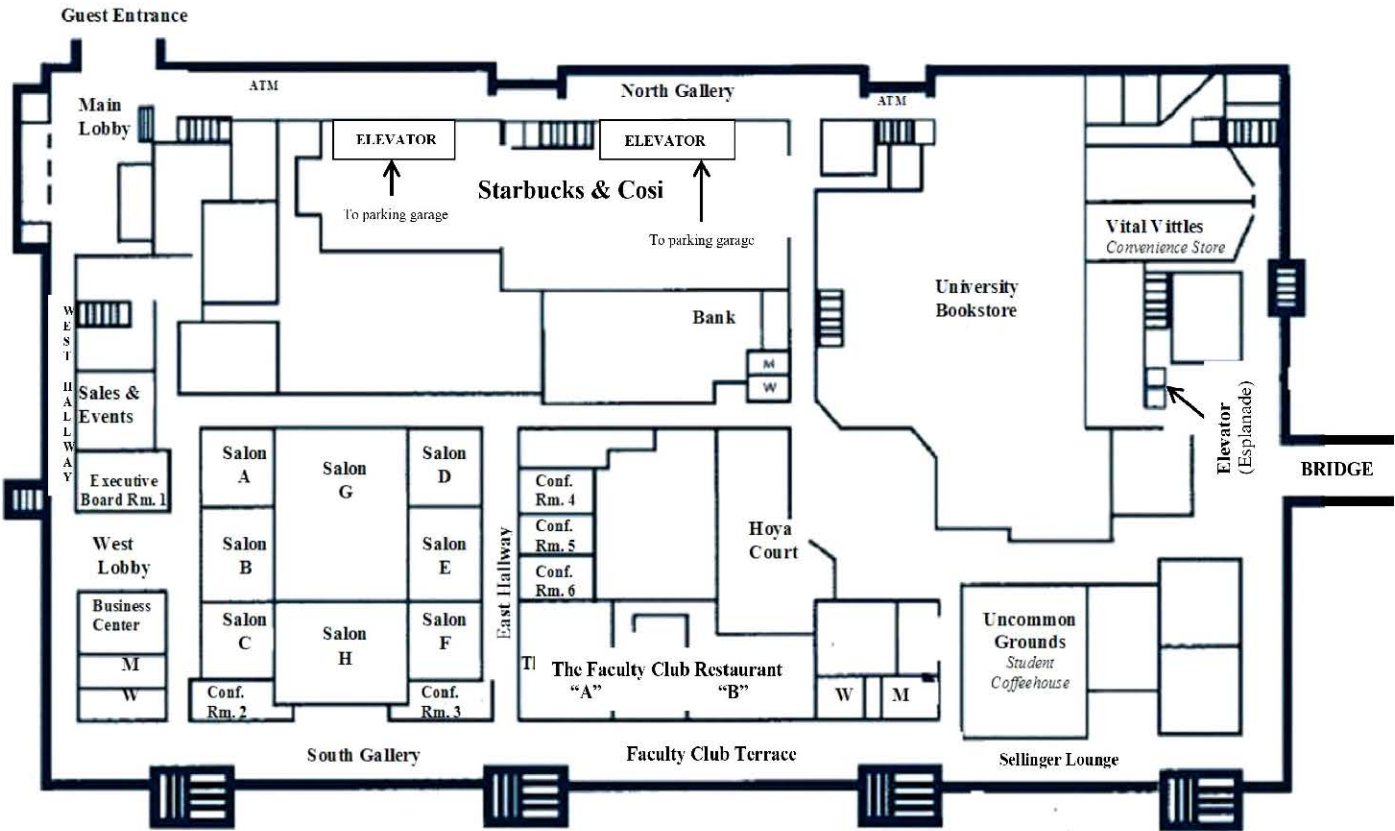 Guest Entrance
ATM
North Gallery
ATM
Main
Lobby
ELEVATOR
ELEVATOR
Starbucks & Cosi
To parking garage
To parking garage
Vital Vittles
Convenience Store
University
Bookstore
Bank
M
W
WEST HALLWAY
Sales &
Events
Executive
Board Rm. 1
Elevator
(Esplanade)
BRIDGE
Salon
A
Salon
G
Salon
D
Conf.
Rm. 4
Conf.
Rm. 5
Conf.
Rm. 6
Hoya
Court
West
Lobby
Salon
B
Salon
E
East Hallway
Business
Center
M
W
Salon
C
Salon
H
Salon
F
Conf.
Rm. 2
Conf.
Rm. 3
The Faculty Club Restaurant
“A”
“B”
W
M
Uncommon
Grounds
Student
Coffeehouse
South Gallery
Faculty Club Terrace
Sellinger Lounge